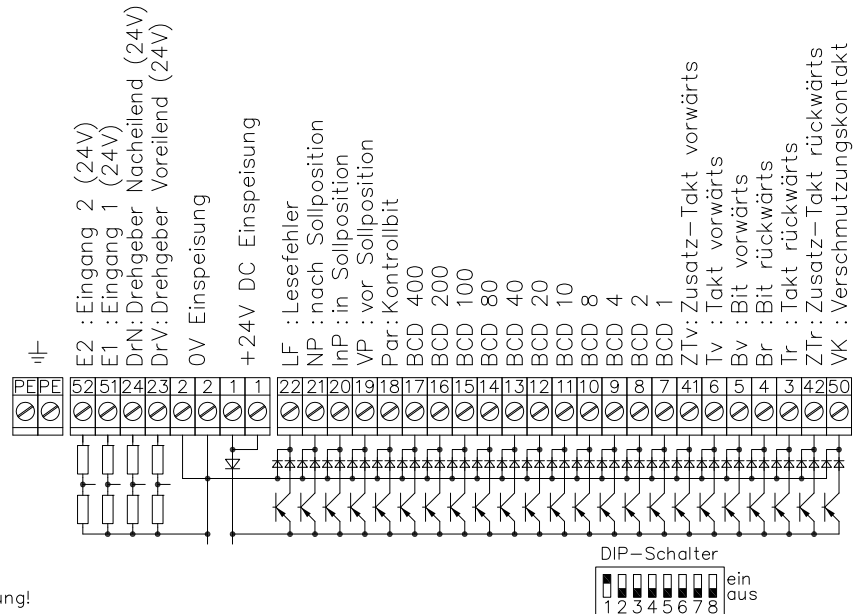 E2 : Eingang 2 (24V)
E1 : Eingang 1 (24V)
DrN: Drehgeber Nacheilend (24V)
DrV: Drehgeber Voreilend (24V)
0V Einspeisung
+24V DC Einspeisung
LF : Lesefehler
NP : nach Sollposition
InP : in Sollposition
VP : vor Sollposition
Par: Kontrollbit
BCD 400
BCD 200
BCD 100
BCD 80
BCD 40
BCD 20
BCD 10
BCD 8
BCD 4
BCD 2
BCD 1
ZTv: Zusatz-Takt vorwärts
Tv : Takt vorwärts
Bv : Bit vorwärts
Br : Bit rückwärts
Tr : Takt rückwärts
ZTr: Zusatz-Takt rückwärts
VK : Verschmutzungskontakt
PE PE 52 51 24 23 2 2 1 1 22 21 20 19 18 17 16 15 14 13 12 11 10 9 8 7 41 6 5 4 3 42 50
DIP-Schalter
ein
aus
1 2 3 4 5 6 7 8
ung!